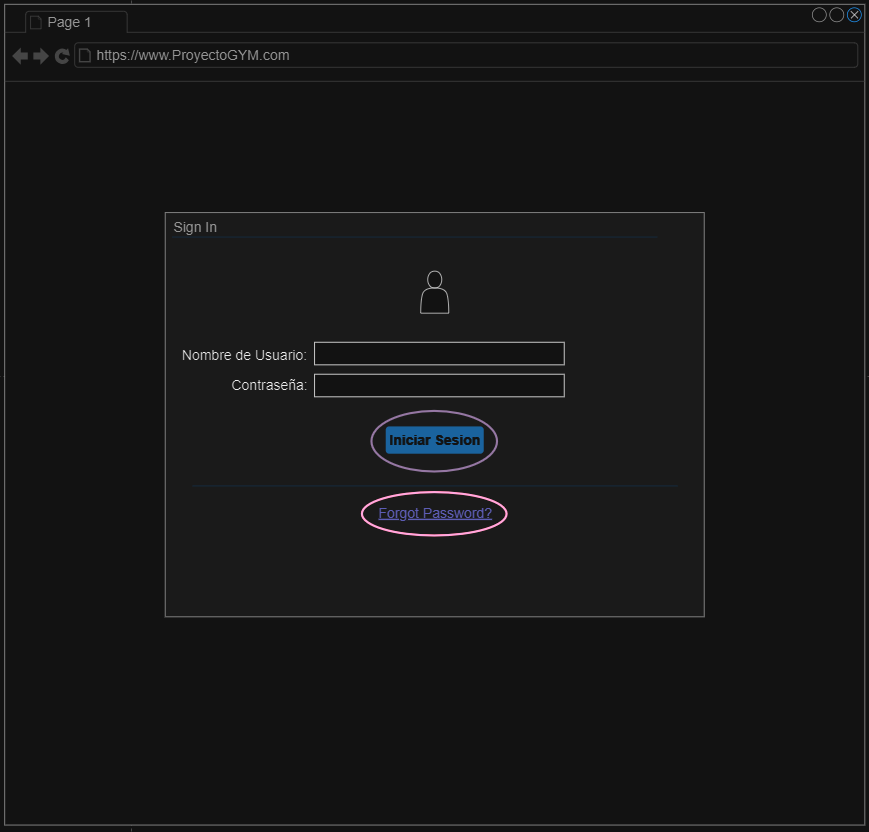 Page 1
https://www.ProyectoGYM.com
Sign In
Nombre de Usuario:
Contraseña:
Iniciar Sesion
Forgot Password?